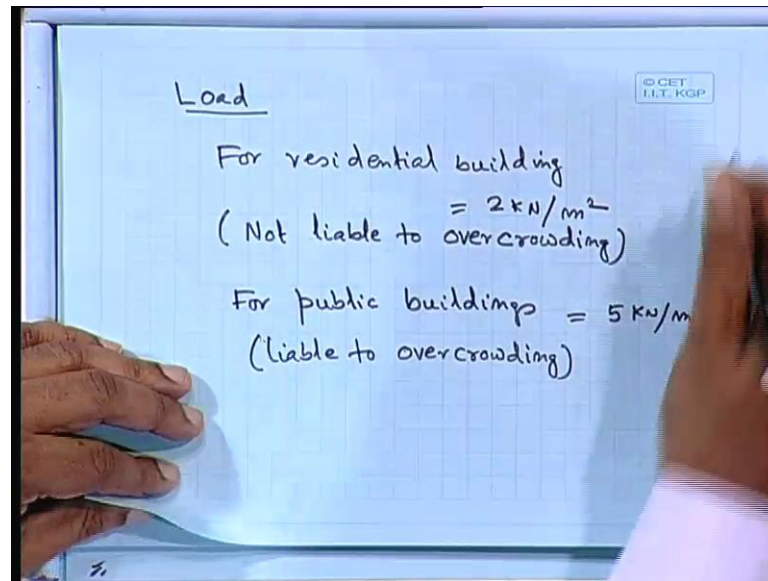 Load
© CET
I.I.T. KGP
For residential building
= 2 KN/m²
(Not liable to overcrowding)
For public buildings = 5 KN/m
(liable to overcrowding)